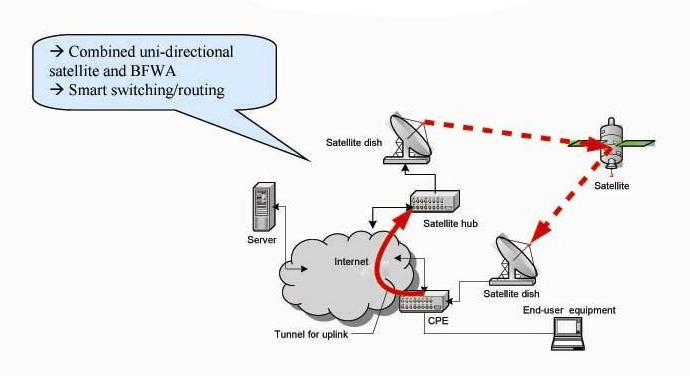 → Combined uni-directional
satellite and BFWA
→ Smart switching/routing
Satellite dish
Satellite
Satellite hub
Server
Internet
Satellite dish
CPE
End-user equipment
Tunnel for uplink